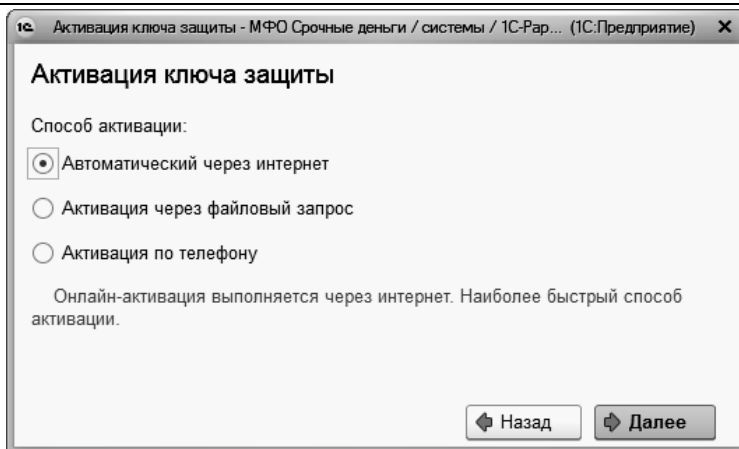 1С Активация ключа защиты - МФО Срочные деньги / системы / 1С-Рар... (1С:Предприятие)
Активация ключа защиты
Способ активации:
Автоматический через интернет
Активация через файловый запрос
Активация по телефону
Онлайн-активация выполняется через интернет. Наиболее быстрый способ
активации.
Назад Далее